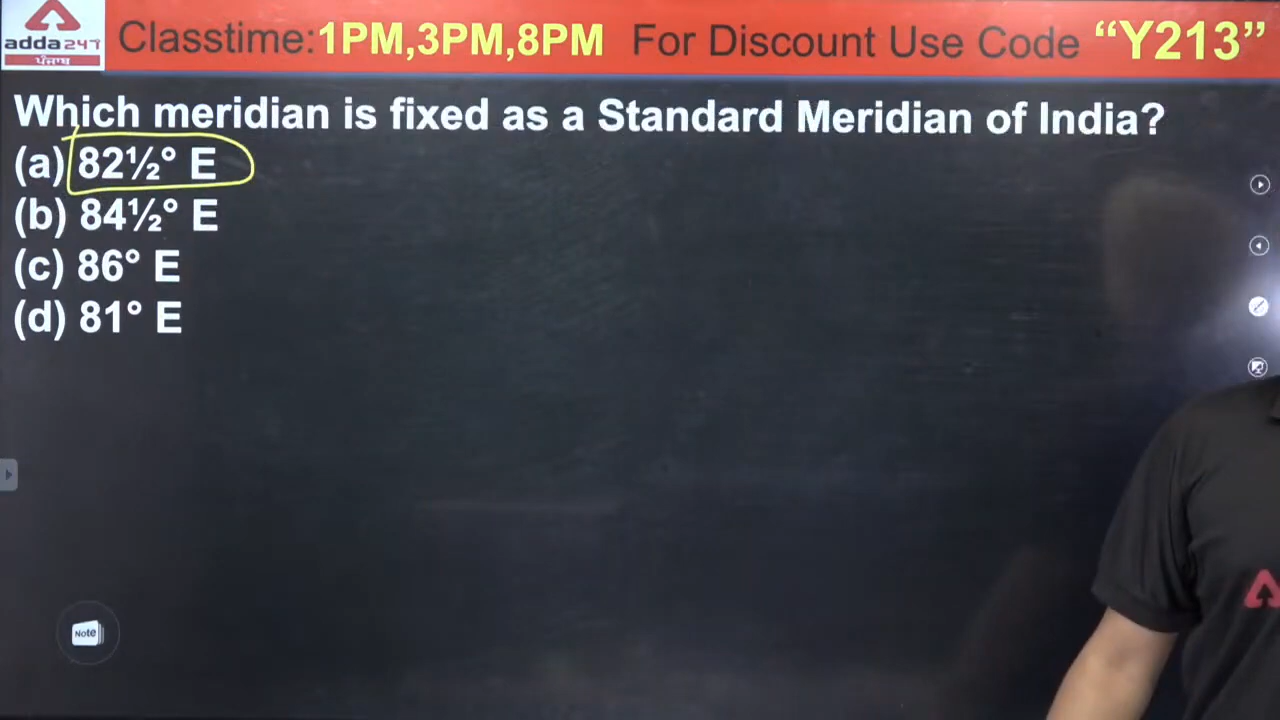 adda247
ਪੰਜਾਬ
Classtime:1PM,3PM,8PM For Discount Use Code “Y213”
Which meridian is fixed as a Standard Meridian of India?
(a) 82½° E
(b) 84½° E
(c) 86° E
(d) 81° E
Note